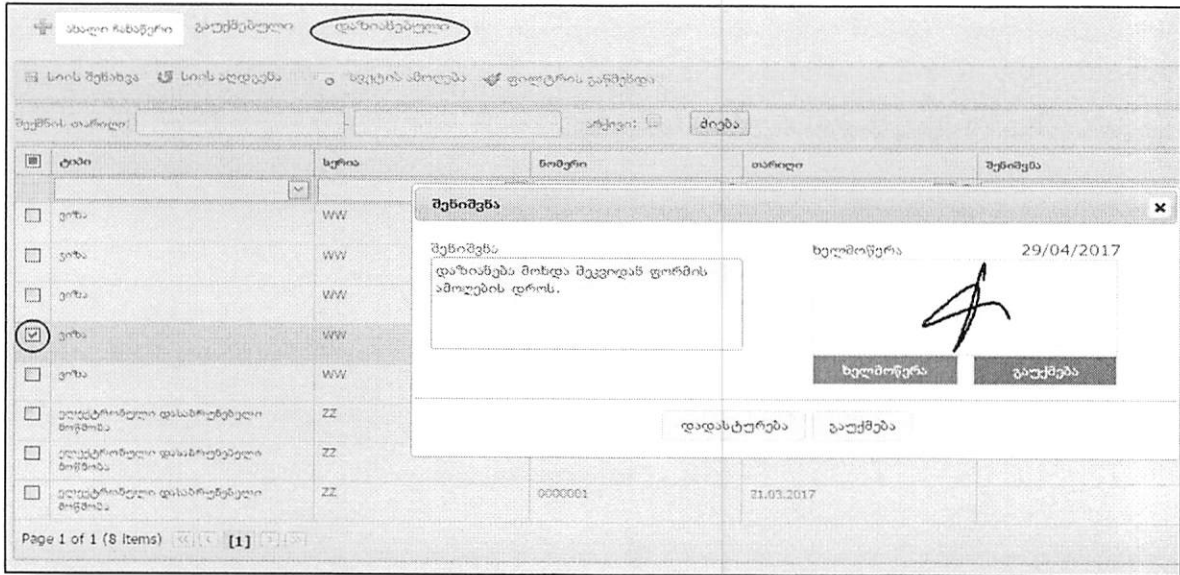 ახალი ჩანაწერი გაუქმებული დაზიანებული
სიის შენახვა სიის აღდგენა სვეტის ამოღება ფილტრის გაწმენდა
შექმნის თარიღი: - არქივი: ძიება
ტიპი სერია ნომერი თარიღი შენიშვნა
ვიზა WW
ვიზა WW
ვიზა WW
ვიზა WW
ვიზა WW
ელექტრონული დასაბრუნებელი
მოწმობა
ZZ
ელექტრონული დასაბრუნებელი
მოწმობა
ZZ
ელექტრონული დასაბრუნებელი
მოწმობა
ZZ 0000001 21.03.2017
Page 1 of 1 (8 items) [1]
შენიშვნა
შენიშვნა
დაზიანება მოხდა შეკვიდან ფორმის
ამოღების დროს.
ხელმოწერა 29/04/2017
ხელმოწერა გაუქმება
დადასტურება გაუქმება